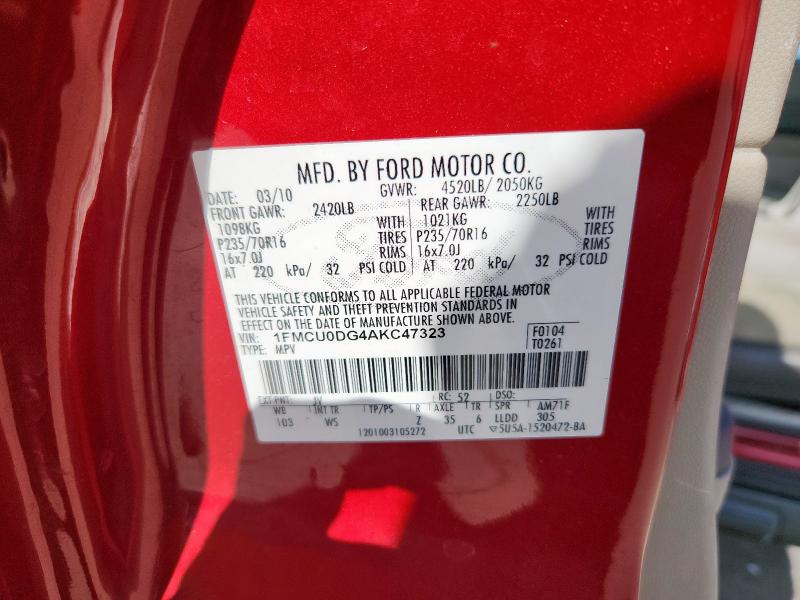 MFD. BY FORD MOTOR CO.
DATE: 03/10 GVWR: 4520LB/ 2050KG
FRONT GAWR: 2420LB REAR GAWR: 2250LB
1098KG WITH 1021KG WITH
P235/70R16 TIRES P235/70R16 TIRES
16x7.0J RIMS 16x7.0J RIMS
AT 220 kPa/ 32 PSI COLD AT 220 kPa/ 32 PSI COLD
THIS VEHICLE CONFORMS TO ALL APPLICABLE FEDERAL MOTOR
VEHICLE SAFETY AND THEFT PREVENTION STANDARDS IN
EFFECT ON THE DATE OF MANUFACTURE SHOWN ABOVE.
VIN: 1FMCU0DG4AKC47323 F0104
TYPE: MPV T0261
EXT PNT: JV RC: 52 DSO:
WB INT TR TP/PS R AXLE TR SPR AM71F
103 WS Z 35 6 LLDD 305
1201003105272 UTC 5U5A-1520472-BA